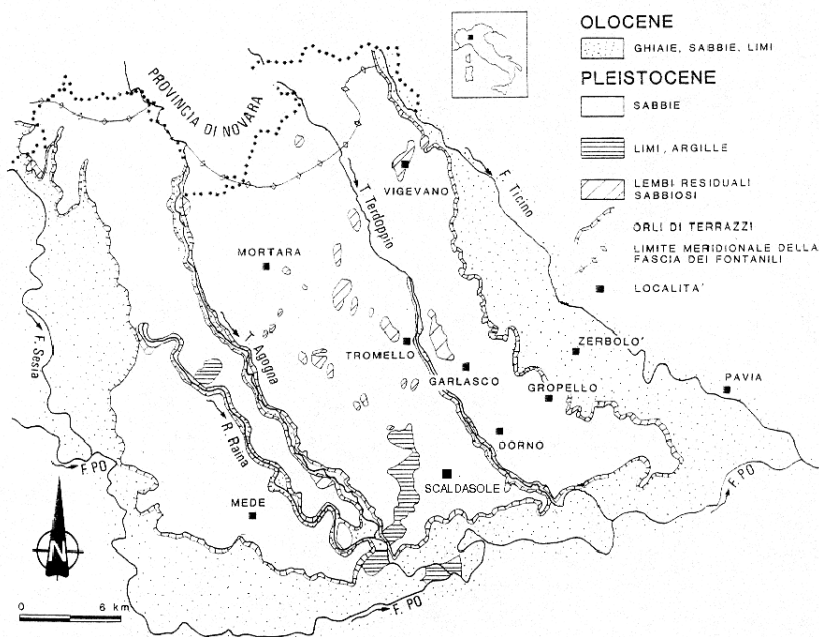 OLOCENE
GHIAIE, SABBIE, LIMI
PLEISTOCENE
SABBIE
LIMI, ARGILLE
LEMBI RESIDUALI
SABBIOSI
ORLI DI TERRAZZI
LIMITE MERIDIONALE DELLA
FASCIA DEI FONTANILI
LOCALITA'
PROVINCIA DI NOVARA
VIGEVANO
F. Ticino
T. Terdoppio
MORTARA
F. Sesia
T. Agogna
TROMELLO
ZERBOLO'
GARLASCO
GROPELLO
PAVIA
R. Raina
DORNO
F. PO
SCALDASOLE
F. PO
MEDE
N
0 6 km
F. PO